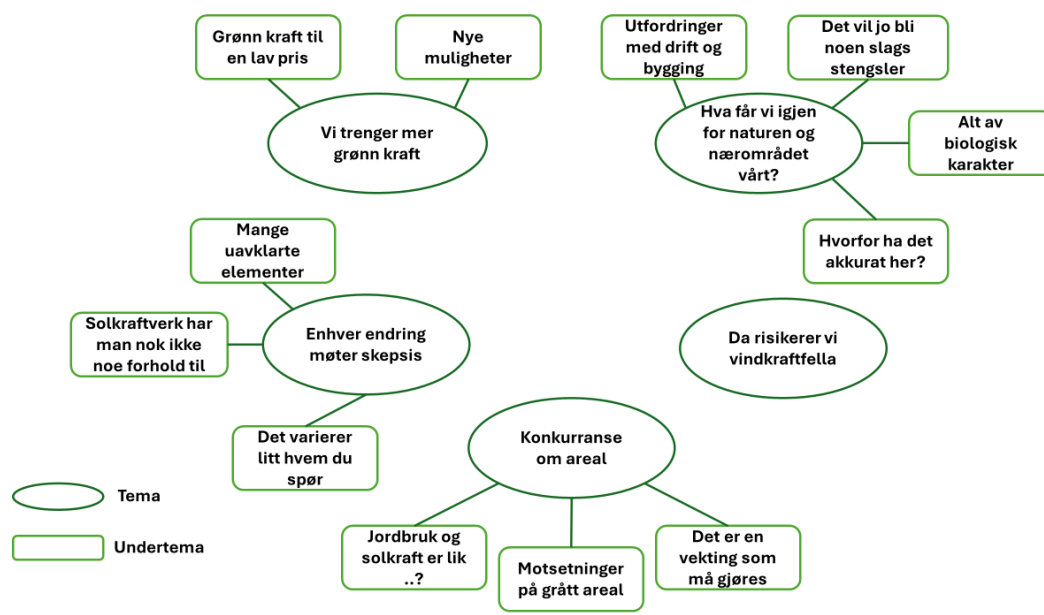 Grønn kraft til
en lav pris
Nye
muligheter
Vi trenger mer
grønn kraft
Utfordringer
med drift og
bygging
Det vil jo bli
noen slags
stengsler
Hva får vi igjen
for naturen og
nærområdet
vårt?
Alt av
biologisk
karakter
Hvorfor ha det
akkurat her?
Mange
uavklarte
elementer
Solkraftverk har
man nok ikke
noe forhold til
Enhver endring
møter skepsis
Det varierer
litt hvem du
spør
Da risikerer vi
vindkraftfella
Konkurranse
om areal
Jordbruk og
solkraft er lik
..?
Motsetninger
på grått areal
Det er en
vekting som
må gjøres
Tema
Undertema